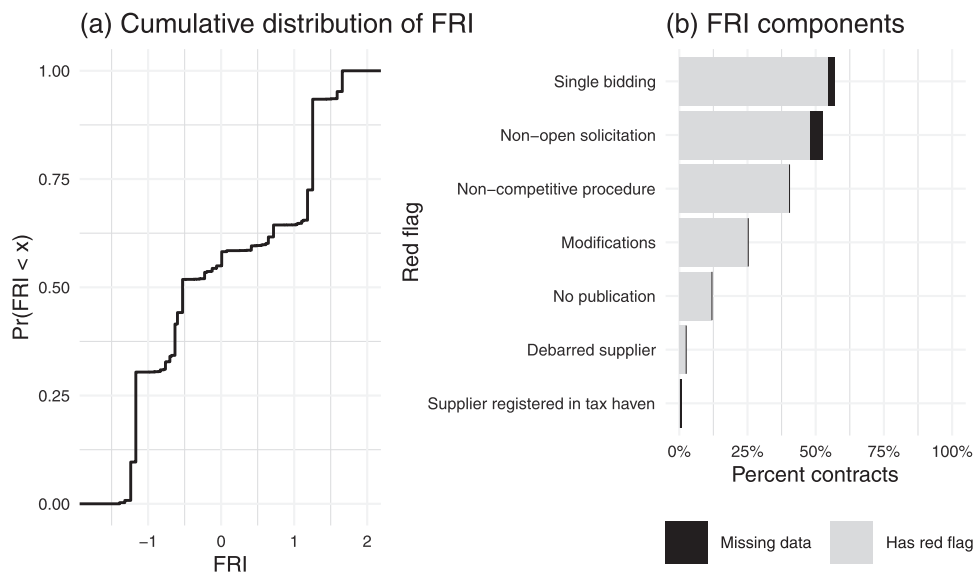 (a) Cumulative distribution of FRI
1.00
0.75
0.50
0.25
0.00
Pr(FRI < x)
−1 0 1 2
FRI
(b) FRI components
Single bidding
Non−open solicitation
Non−competitive procedure
Modifications
No publication
Debarred supplier
Supplier registered in tax haven
Red flag
0% 25% 50% 75% 100%
Percent contracts
Missing data Has red flag